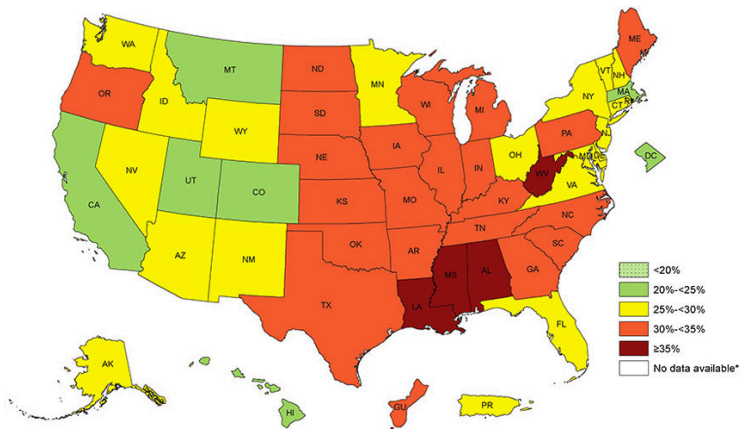 WA
MT
ND
MN
ME
OR
ID
SD
WI
MI
VT
NH
NY
MA
CT
WY
IA
NE
PA
NJ
OH
MD
DE
DC
NV
UT
CO
IL
IN
WV
VA
CA
KS
MO
KY
NC
TN
AZ
NM
OK
AR
SC
MS
AL
GA
TX
LA
FL
AK
HI
GU
PR
<20%
20%-<25%
25%-<30%
30%-<35%
≥35%
No data available*